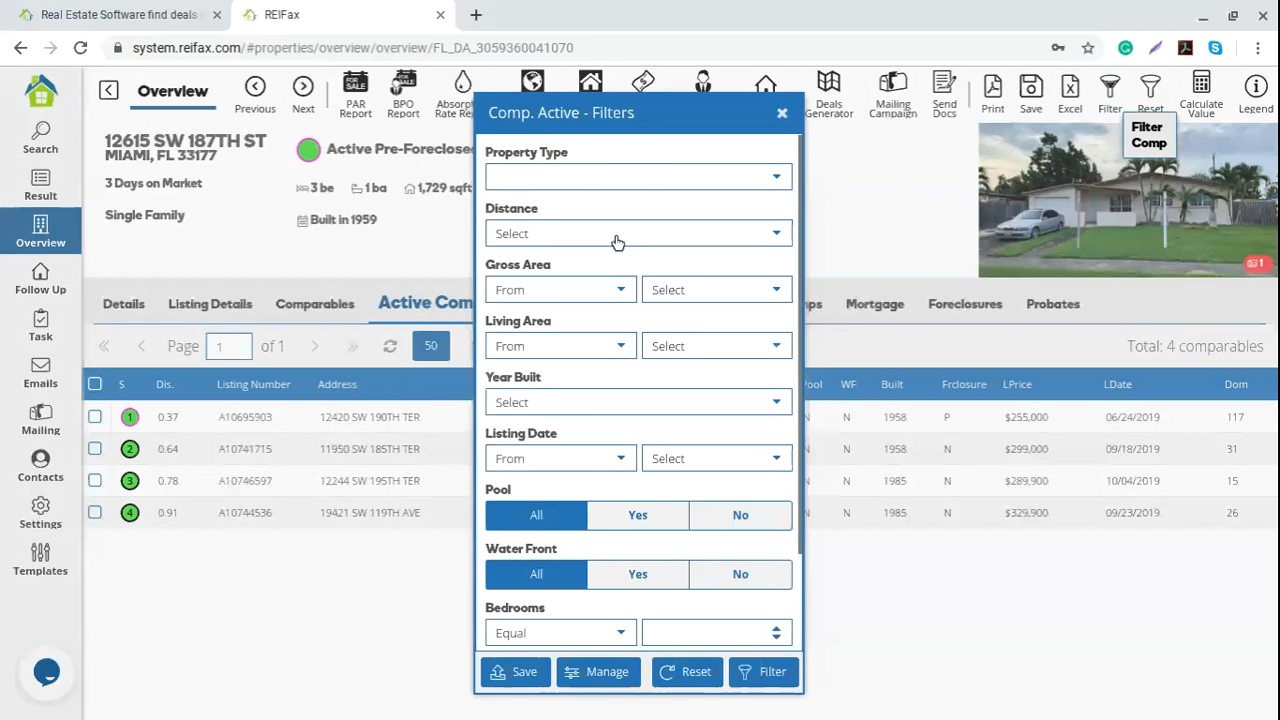 Real Estate Software find deals
REIFax
system.reifax.com/#properties/overview/overview/FL_DA_3059360041070
Overview
Previous
Next
PAR
Report
BPO
Report
Absorpt
Rate Re
Deals
Generator
Mailing
Campaign
Send
Docs
Print
Save
Excel
Filter
Reset
Calculate
Value
Legend
Filter
Comp
Search
Result
Overview
Follow Up
Task
Emails
Mailing
Contacts
Settings
Templates
12615 SW 187TH ST
MIAMI, FL 33177
3 Days on Market
Single Family
Active Pre-Foreclose
3 be
1 ba
1,729 sqft
Built in 1959
1
Details
Listing Details
Comparables
Active Com
Mortgage
Foreclosures
Probates
Page 1 of 1
50
Total: 4 comparables
S Dis. Listing Number Address Pool WF Built Frclosure LPrice LDate Dom
1 0.37 A10695903 12420 SW 190TH TER N N 1958 P $255,000 06/24/2019 117
2 0.64 A10741715 11950 SW 185TH TER N N 1958 N $299,000 09/18/2019 31
3 0.78 A10746597 12244 SW 195TH TER N N 1985 N $289,900 10/04/2019 15
4 0.91 A10744536 19421 SW 119TH AVE N N 1985 N $329,900 09/23/2019 26
Comp. Active - Filters
Property Type
Distance
Select
Gross Area
From Select
Living Area
From Select
Year Built
Select
Listing Date
From Select
Pool
All Yes No
Water Front
All Yes No
Bedrooms
Equal
Save Manage Reset Filter